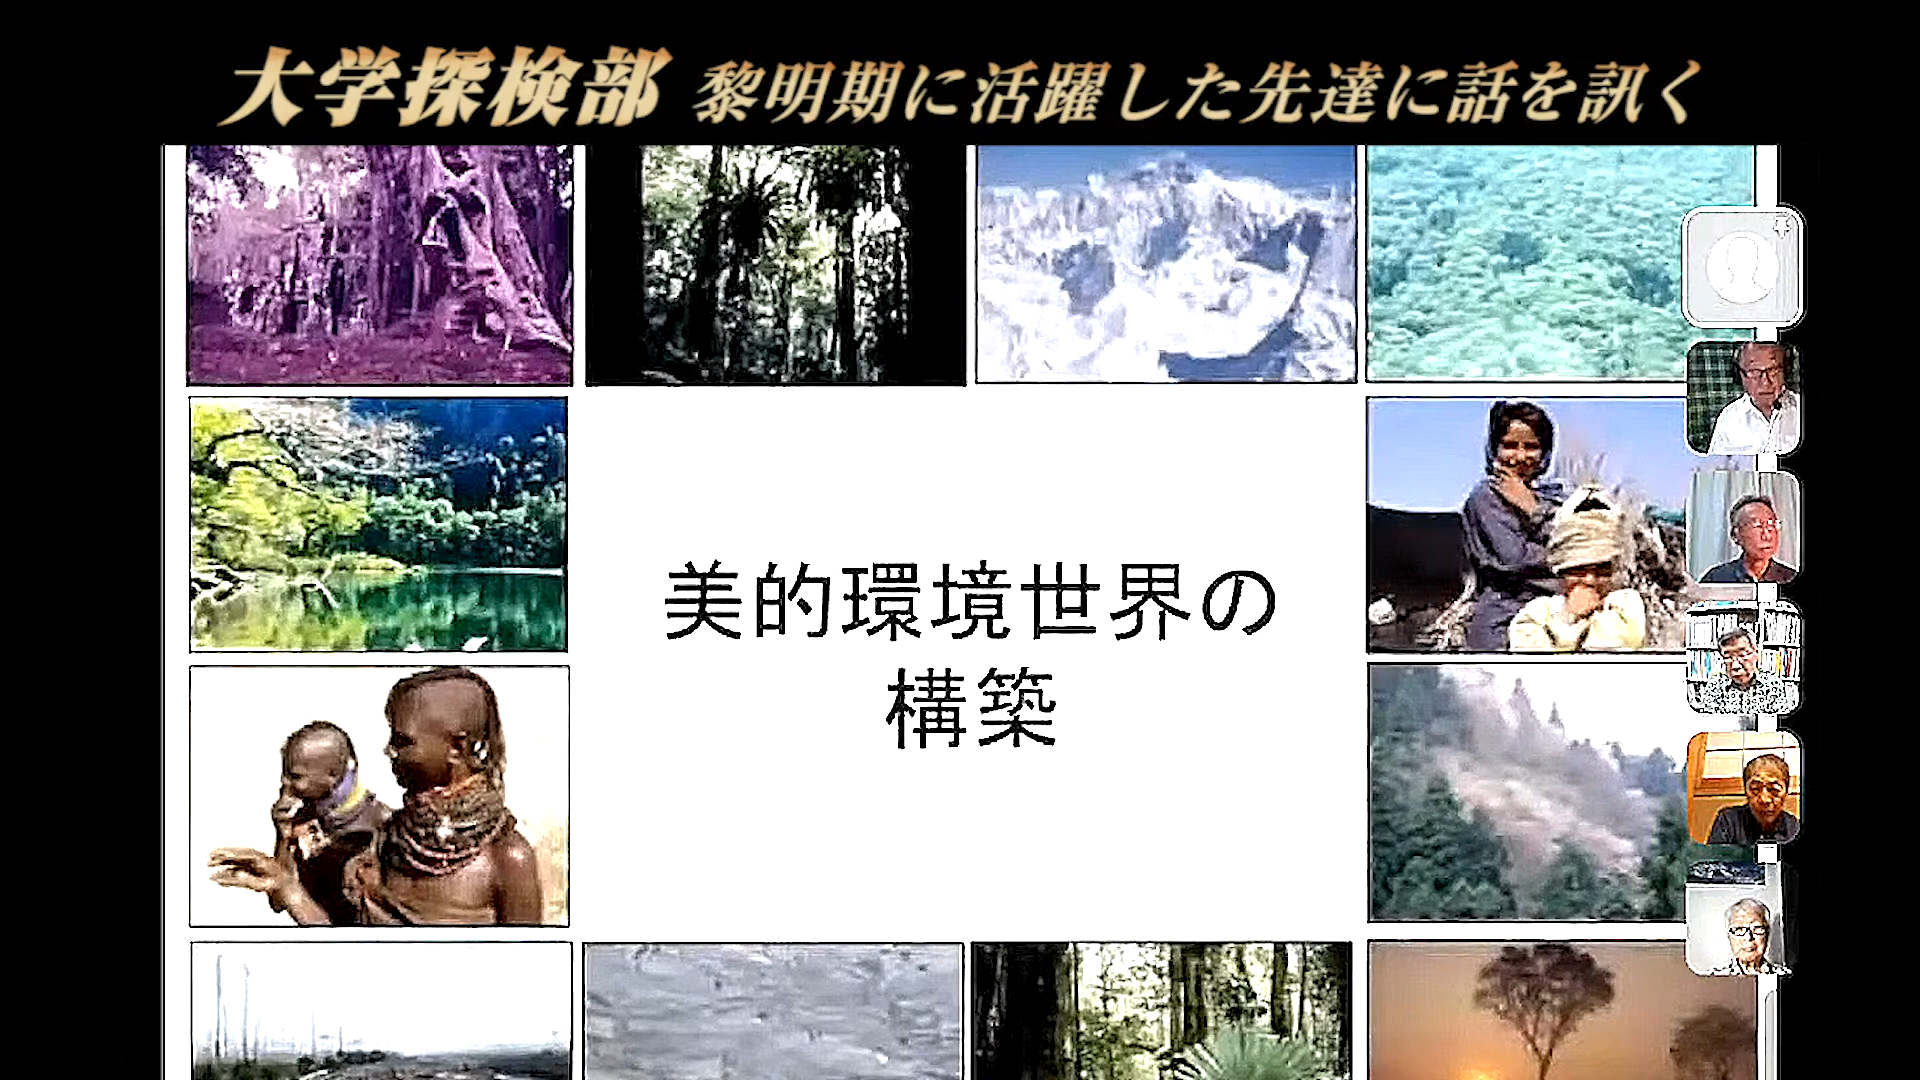 大学探検部 黎明期に活躍した先達に話を訊く
美的環境世界の
構築